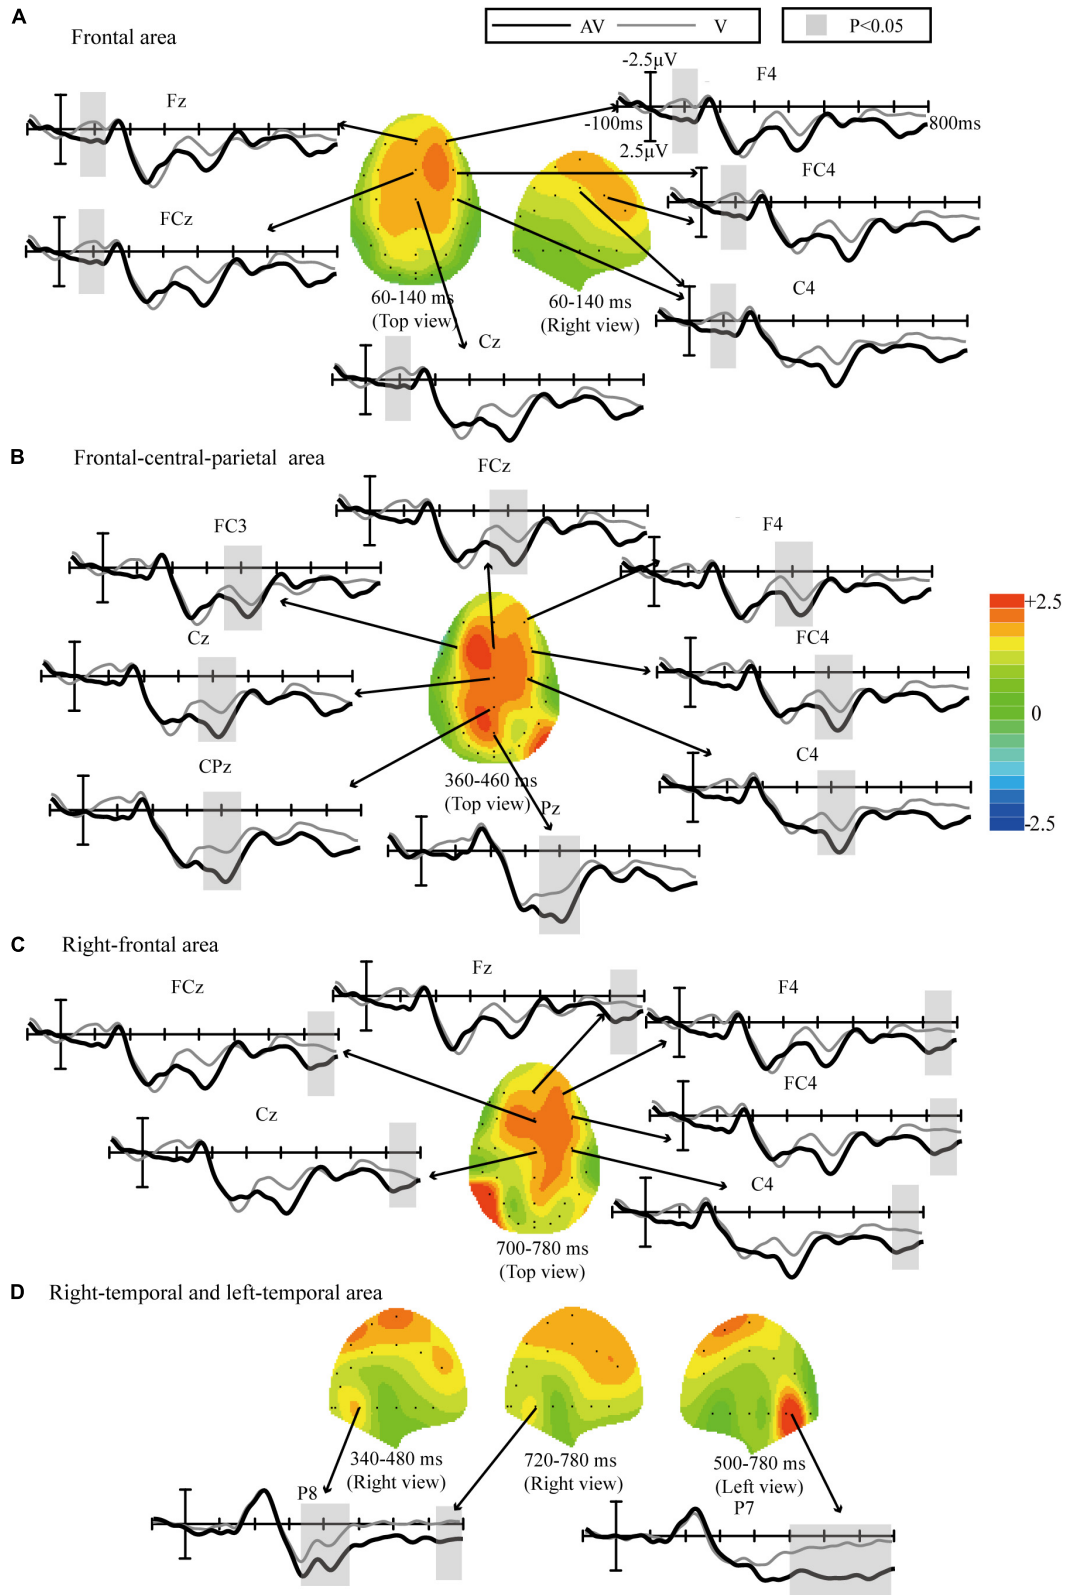 A
Frontal area
AV
V
P<0.05
Fz
-2.5μV
F4
-100ms
800ms
2.5μV
FCz
FC4
60-140 ms
(Top view)
60-140 ms
(Right view)
C4
Cz
B
Frontal-central-parietal area
FCz
FC3
F4
+2.5
Cz
FC4
0
CPz
C4
360-460 ms
(Top view)
Pz
-2.5
C
Right-frontal area
FCz
Fz
F4
FC4
Cz
C4
700-780 ms
(Top view)
D
Right-temporal and left-temporal area
340-480 ms
(Right view)
720-780 ms
(Right view)
500-780 ms
(Left view)
P8
P7